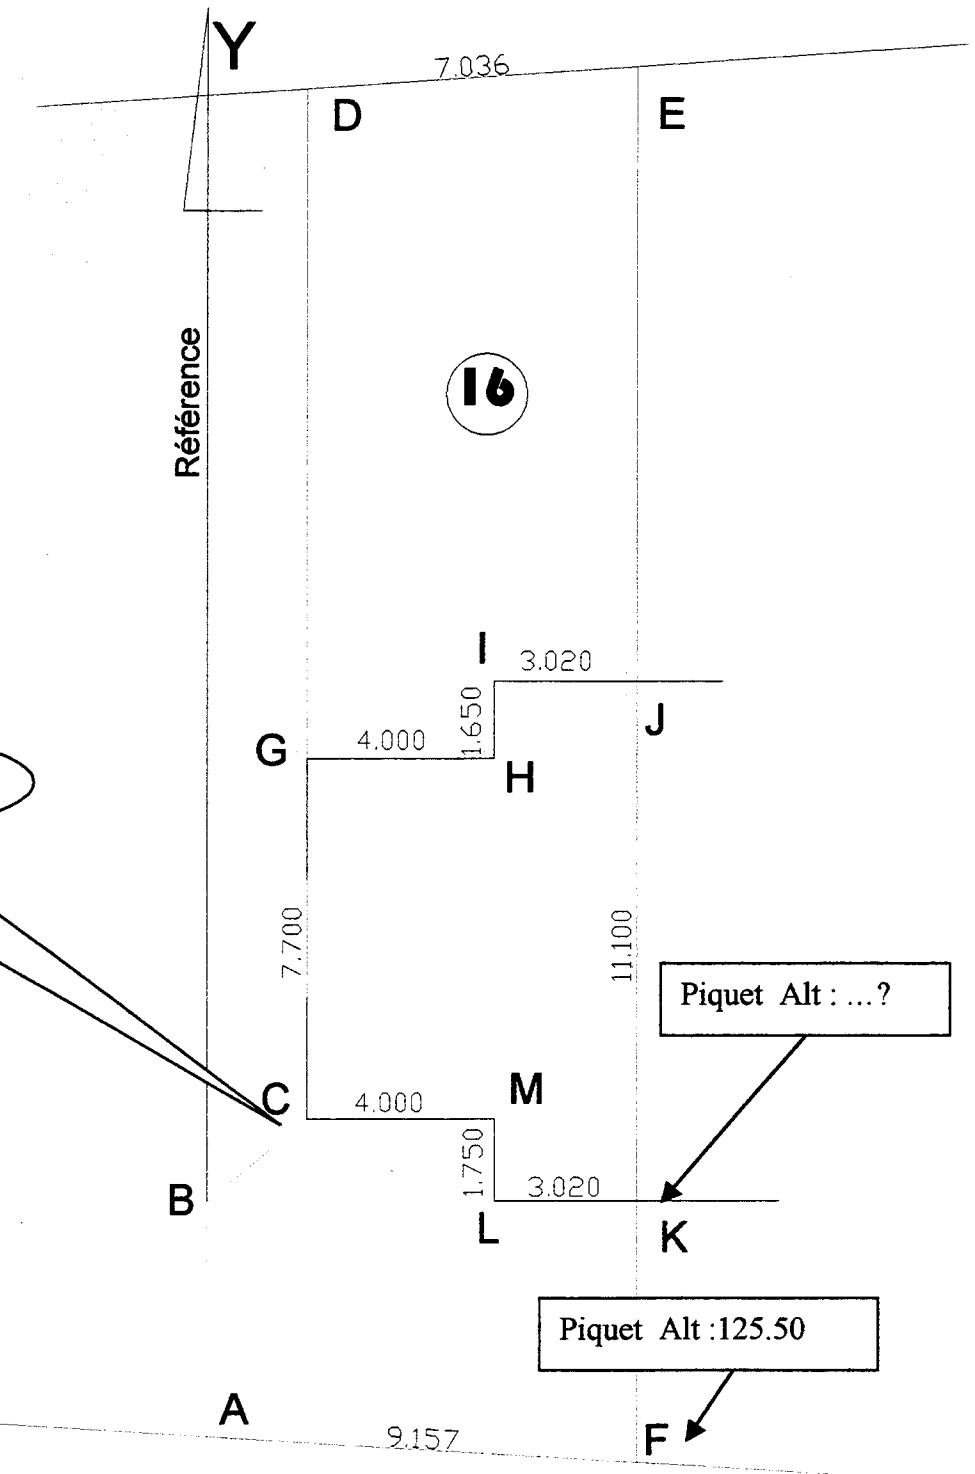 Y
7.036
D
E
Référence
16
I
3.020
1.650
J
G
4.000
H
7.700
11.100
Piquet Alt : ...?
C
4.000
M
1.750
B
3.020
L
K
Piquet Alt :125.50
A
9.157
F